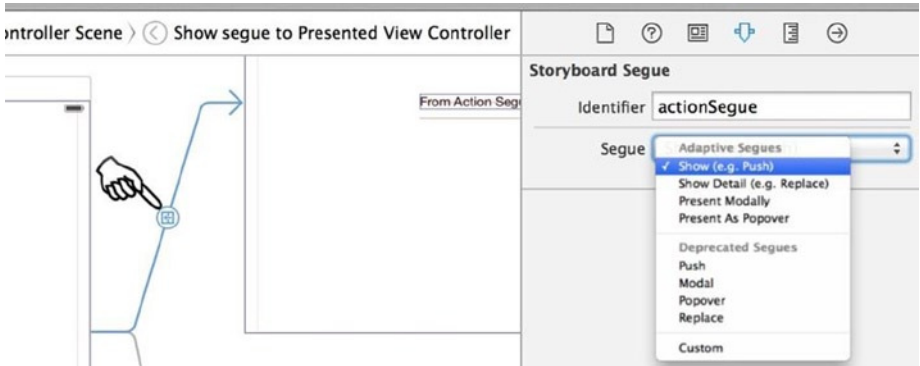 ontroller Scene 〉 Show segue to Presented View Controller
From Action Segu
Storyboard Segue
Identifier actionSegue
Segue
Adaptive Segues
✓ Show (e.g. Push)
Show Detail (e.g. Replace)
Present Modally
Present As Popover
Deprecated Segues
Push
Modal
Popover
Replace
Custom